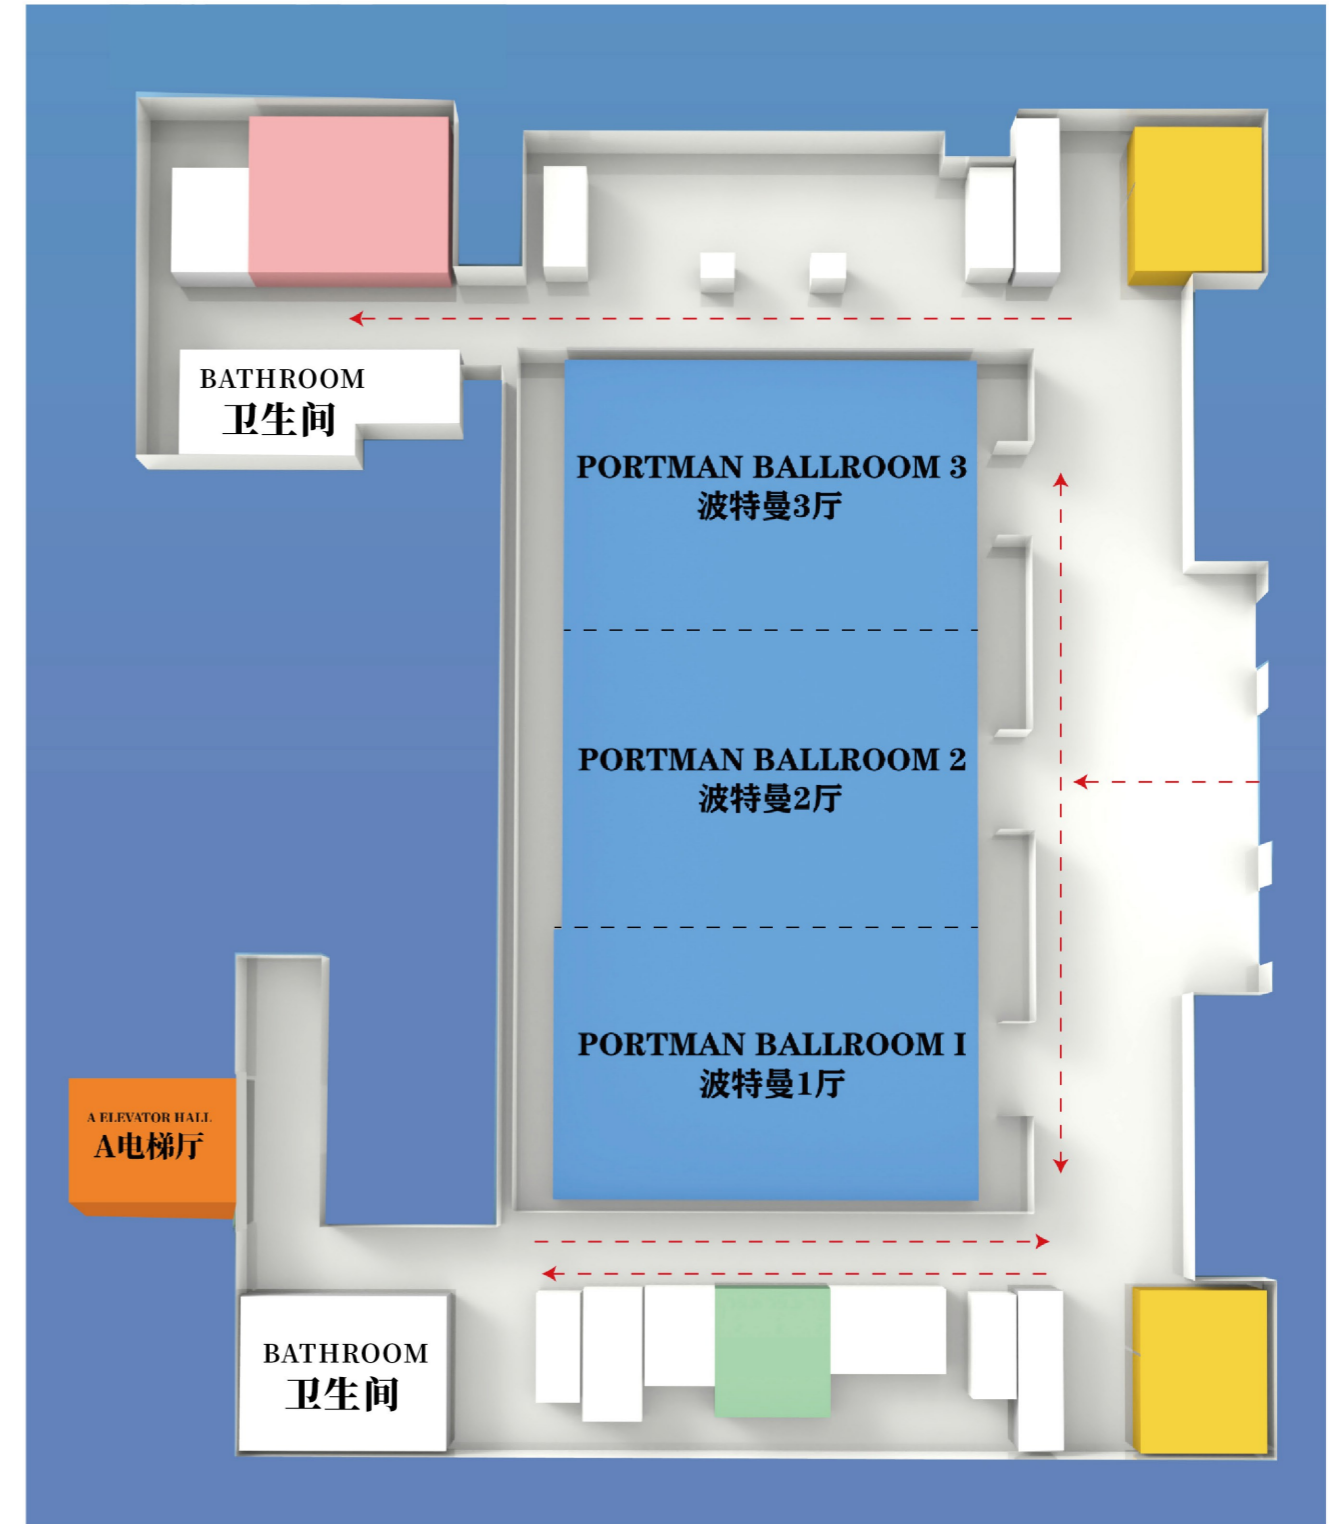 BATHROOM
卫生间
PORTMAN BALLROOM 3
波特曼3厅
PORTMAN BALLROOM 2
波特曼2厅
PORTMAN BALLROOM I
波特曼1厅
A ELEVATOR HALL
A电梯厅
BATHROOM
卫生间